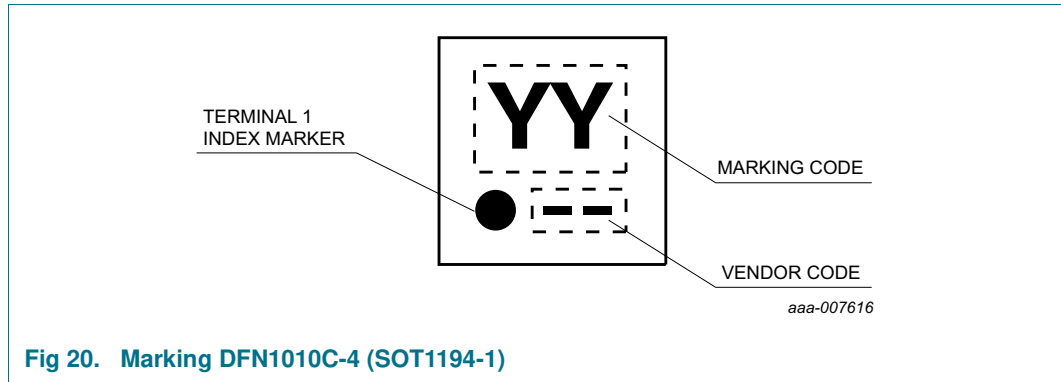 YY
TERMINAL 1
INDEX MARKER
MARKING CODE
VENDOR CODE
aaa-007616
Fig 20. Marking DFN1010C-4 (SOT1194-1)